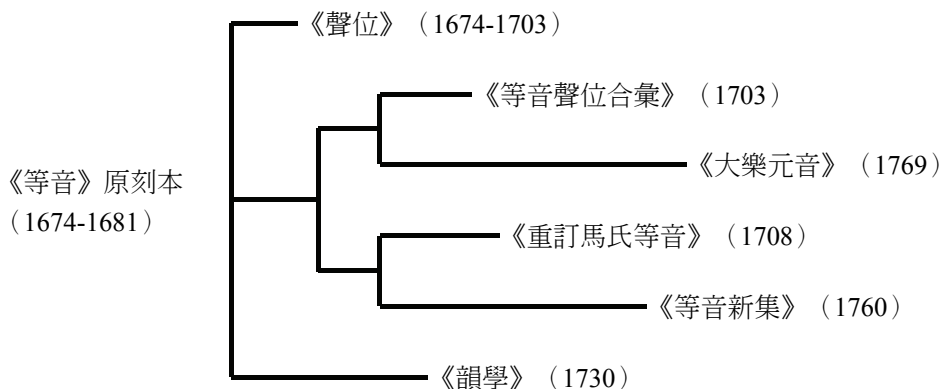 《聲位》（1674-1703）
《等音聲位合彙》（1703）
《大樂元音》（1769）
《等音》原刻本
（1674-1681）
《重訂馬氏等音》（1708）
《等音新集》（1760）
《韻學》（1730）